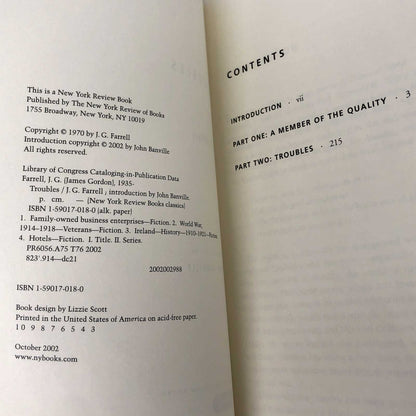 This is a New York Review Book
Published by The New York Review of Books
1755 Broadway, New York, NY 10019
Copyright © 1970 by J. G. Farrell
Introduction copyright © 2002 by John Banville
All rights reserved.
Library of Congress Cataloging-in-Publication Data
Farrell, J. G. (James Gordon), 1935-
Troubles / J. G. Farrell ; introduction by John Banville.
p. cm. — (New York Review Books classics)
ISBN 1-59017-018-0 (alk. paper)
1. Family-owned business enterprises—Fiction. 2. World War,
1914-1918—Veterans—Fiction. 3. Ireland—History—1910-1921—Fiction.
4. Hotels—Fiction. I. Title. II. Series.
PR6056.A75 T76 2002
823'.914—dc21
2002002988
ISBN 1-59017-018-0
Book design by Lizzie Scott
Printed in the United States of America on acid-free paper.
10 9 8 7 6 5 4 3
October 2002
www.nybooks.com
CONTENTS
INTRODUCTION · vii
PART ONE: A MEMBER OF THE QUALITY · 3
PART TWO: TROUBLES · 215